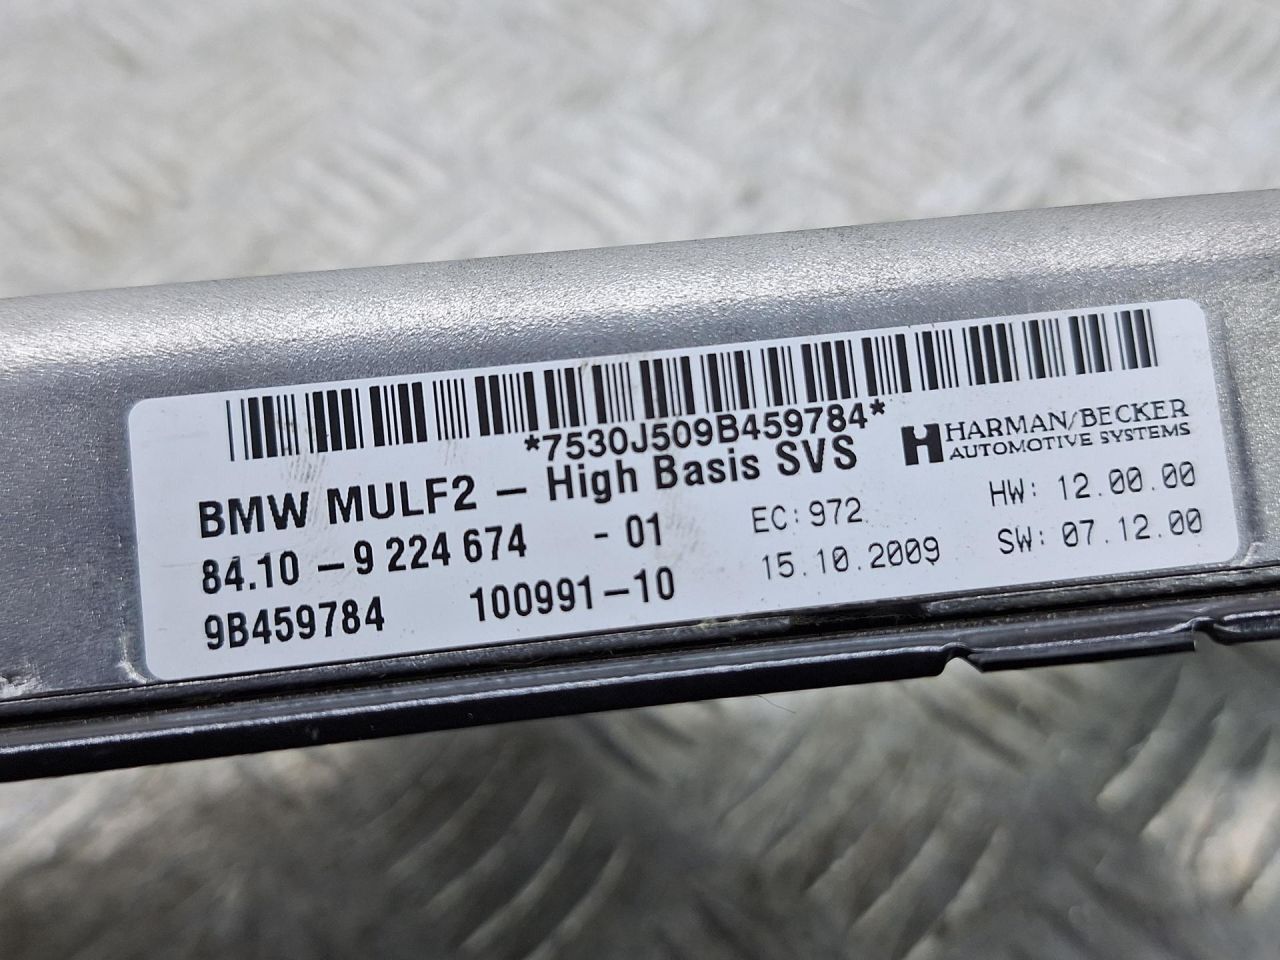 *7530J509B459784*
BMW MULF2 – High Basis SVS
HARMAN/BECKER
AUTOMOTIVE SYSTEMS
84.10 – 9 224 674 - 01
EC: 972
HW: 12.00.00
9B459784 100991–10
15.10.2009
SW: 07.12.00